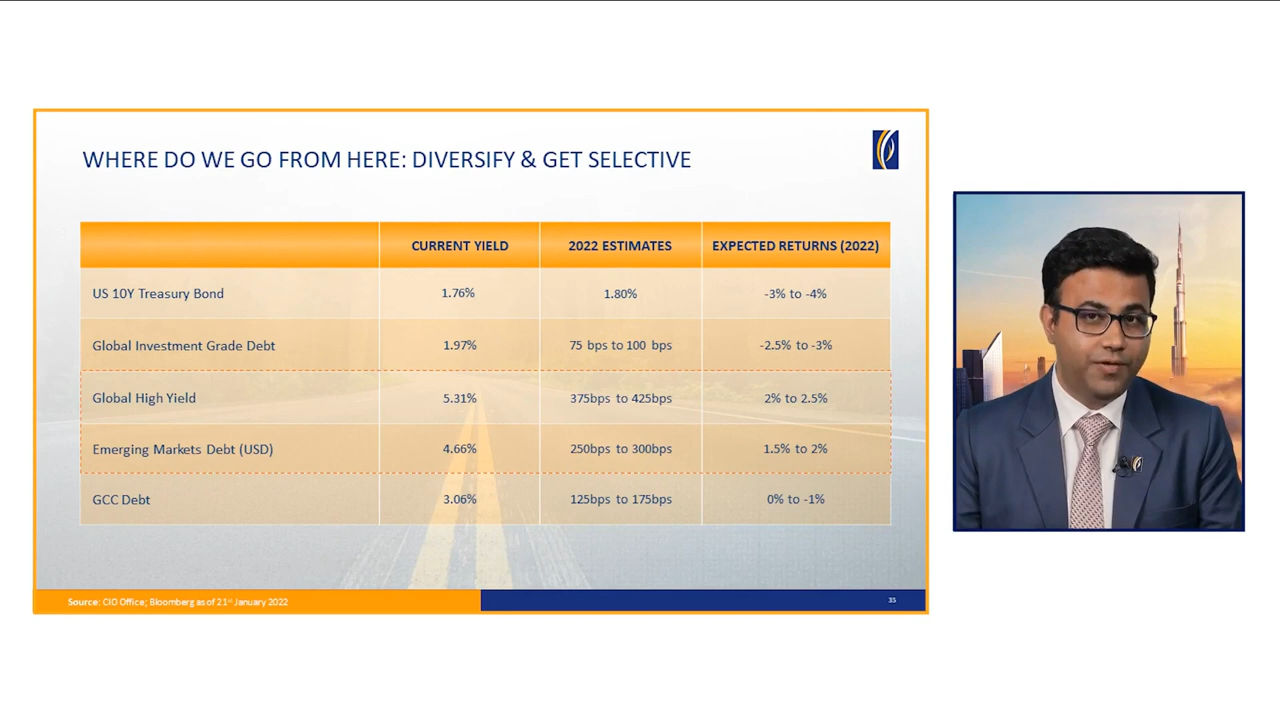 WHERE DO WE GO FROM HERE: DIVERSIFY & GET SELECTIVE
CURRENT YIELD 2022 ESTIMATES EXPECTED RETURNS (2022)
US 10Y Treasury Bond 1.76% 1.80% -3% to -4%
Global Investment Grade Debt 1.97% 75 bps to 100 bps -2.5% to -3%
Global High Yield 5.31% 375bps to 425bps 2% to 2.5%
Emerging Markets Debt (USD) 4.66% 250bps to 300bps 1.5% to 2%
GCC Debt 3.06% 125bps to 175bps 0% to -1%
Source: CIO Office; Bloomberg as of 21st January 2022
35